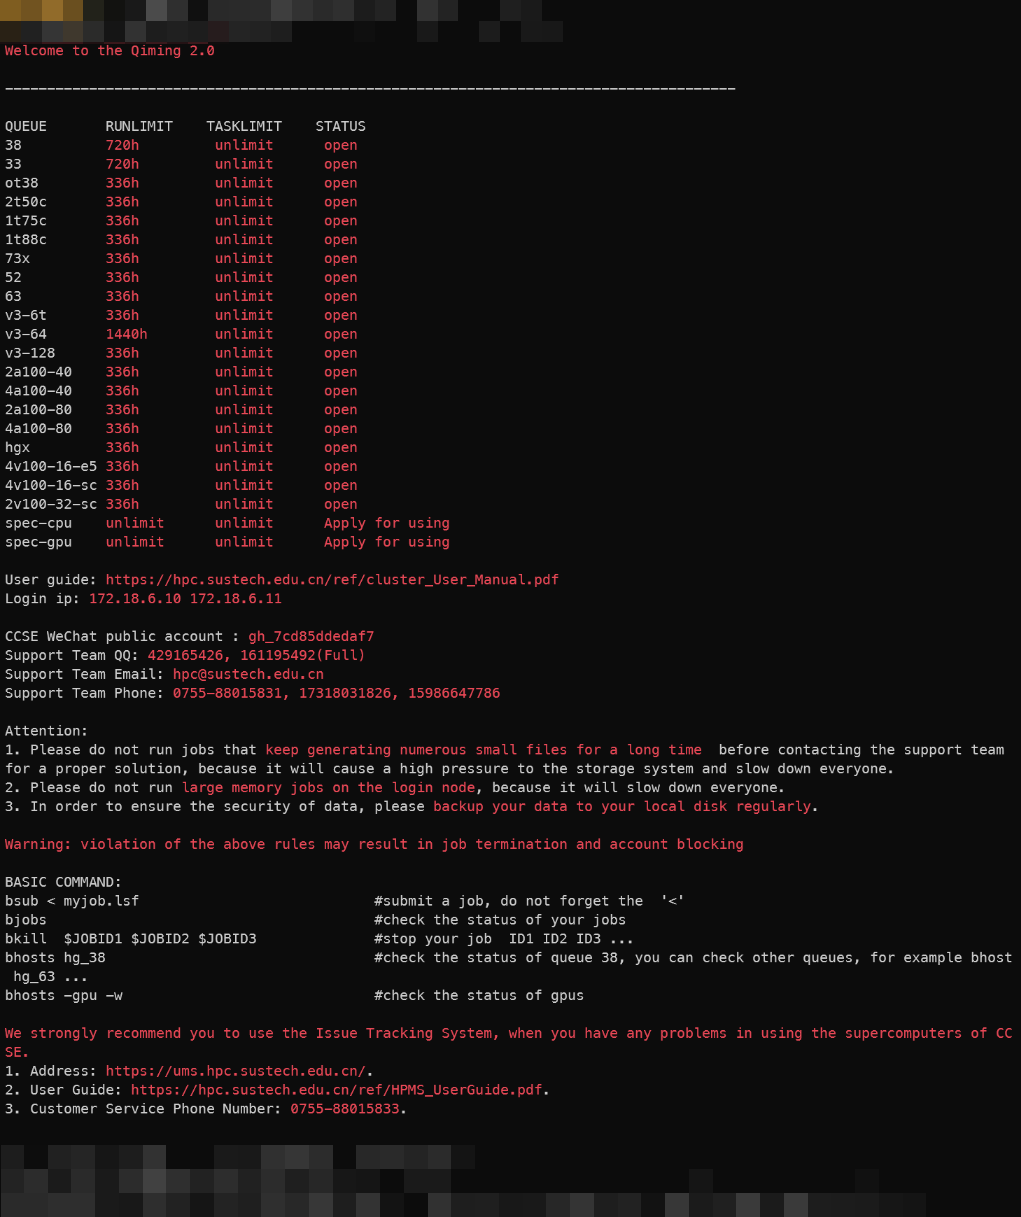 Welcome to the Qiming 2.0
---------------------------------------------------------------------------------------
QUEUE RUNLIMIT TASKLIMIT STATUS
38 720h unlimit open
33 720h unlimit open
ot38 336h unlimit open
2t50c 336h unlimit open
1t75c 336h unlimit open
1t88c 336h unlimit open
73x 336h unlimit open
52 336h unlimit open
63 336h unlimit open
v3-6t 336h unlimit open
v3-64 1440h unlimit open
v3-128 336h unlimit open
2a100-40 336h unlimit open
4a100-40 336h unlimit open
2a100-80 336h unlimit open
4a100-80 336h unlimit open
hgx 336h unlimit open
4v100-16-e5 336h unlimit open
4v100-16-sc 336h unlimit open
2v100-32-sc 336h unlimit open
spec-cpu unlimit unlimit Apply for using
spec-gpu unlimit unlimit Apply for using
User guide: https://hpc.sustech.edu.cn/ref/cluster_User_Manual.pdf
Login ip: 172.18.6.10 172.18.6.11
CCSE WeChat public account : gh_7cd85ddedaf7
Support Team QQ: 429165426, 161195492(Full)
Support Team Email: hpc@sustech.edu.cn
Support Team Phone: 0755-88015831, 17318031826, 15986647786
Attention:
1. Please do not run jobs that keep generating numerous small files for a long time  before contacting the support team
for a proper solution, because it will cause a high pressure to the storage system and slow down everyone.
2. Please do not run large memory jobs on the login node, because it will slow down everyone.
3. In order to ensure the security of data, please backup your data to your local disk regularly.
Warning: violation of the above rules may result in job termination and account blocking
BASIC COMMAND:
bsub < myjob.lsf #submit a job, do not forget the  '<'
bjobs #check the status of your jobs
bkill  $JOBID1 $JOBID2 $JOBID3 #stop your job  ID1 ID2 ID3 ...
bhosts hg_38 #check the status of queue 38, you can check other queues, for example bhost
hg_63 ...
bhosts -gpu -w #check the status of gpus
We strongly recommend you to use the Issue Tracking System, when you have any problems in using the supercomputers of CC
SE.
1. Address: https://ums.hpc.sustech.edu.cn/.
2. User Guide: https://hpc.sustech.edu.cn/ref/HPMS_UserGuide.pdf.
3. Customer Service Phone Number: 0755-88015833.